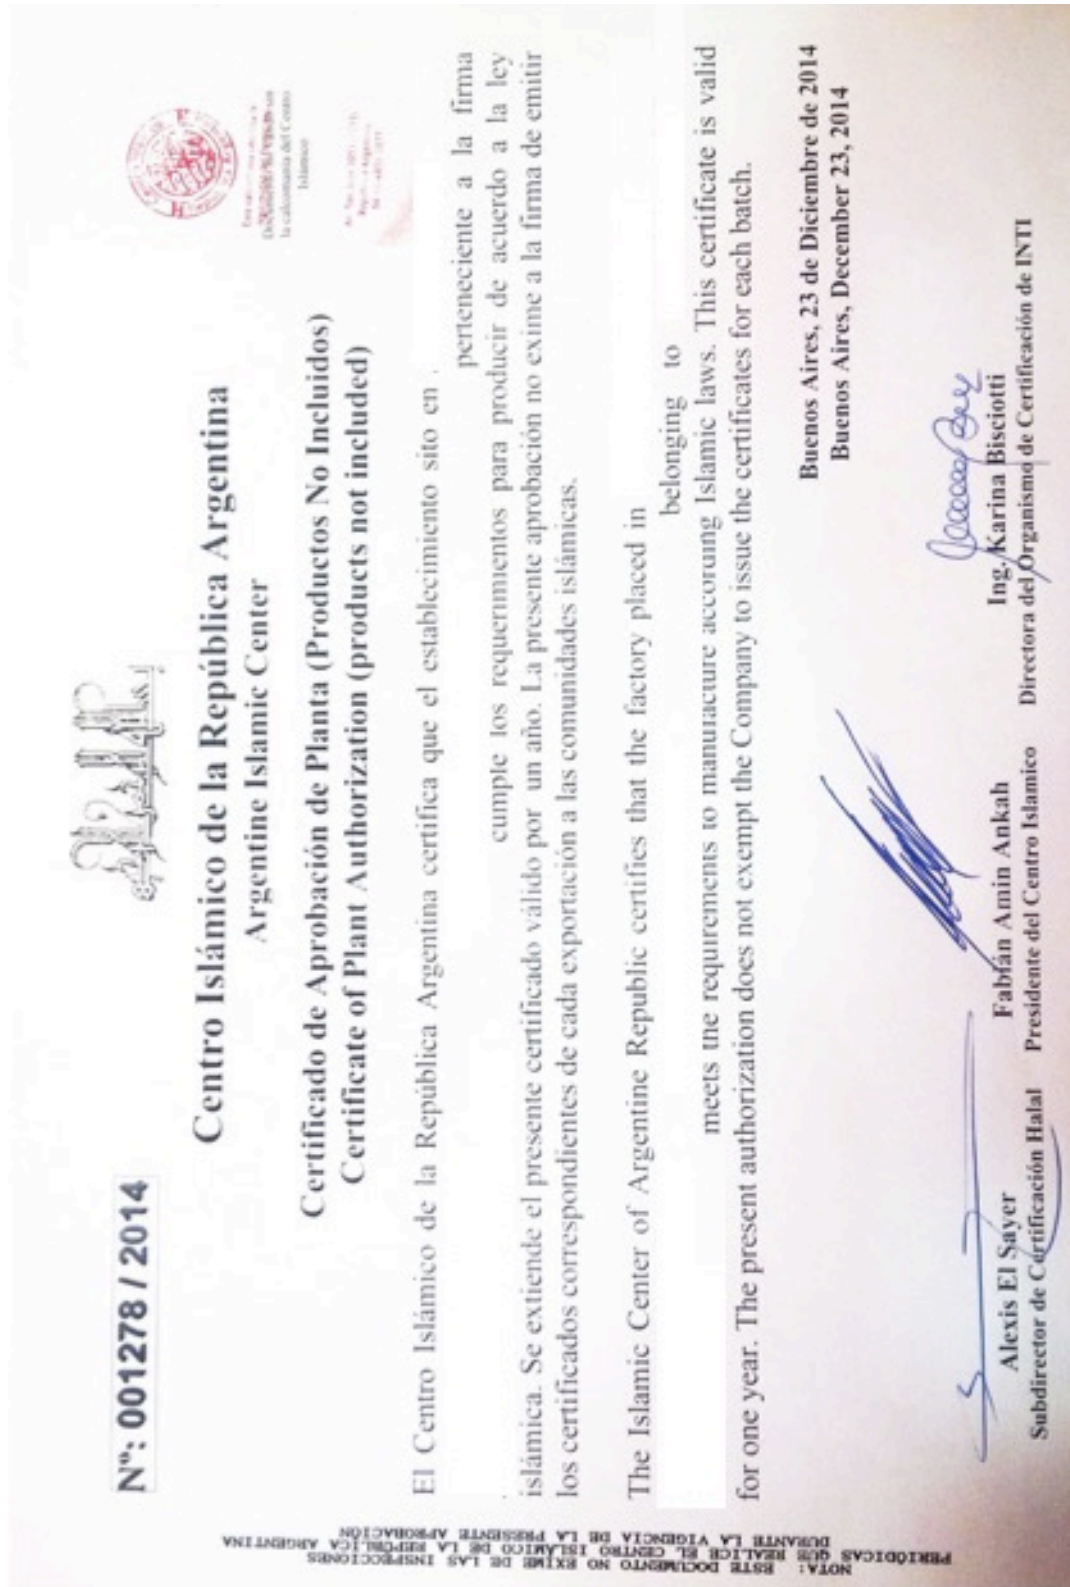 Nº: 001278 / 2014
Centro Islámico de la República Argentina
Argentine Islamic Center
Certificado de Aprobación de Planta (Productos No Incluidos)
Certificate of Plant Authorization (products not included)
la calcomanía del Centro
Islámico
El Centro Islámico de la República Argentina certifica que el establecimiento sito en
perteneciente a la firma
cumple los requerimientos para producir de acuerdo a la ley
islámica. Se extiende el presente certificado válido por un año. La presente aprobación no exime a la firma de emitir
los certificados correspondientes de cada exportación a las comunidades islámicas.
The Islamic Center of Argentine Republic certifies that the factory placed in
belonging to
meets the requirements to manufacture according Islamic laws. This certificate is valid
for one year. The present authorization does not exempt the Company to issue the certificates for each batch.
Buenos Aires, 23 de Diciembre de 2014
Buenos Aires, December 23, 2014
Alexis El Sayer
Subdirector de Certificación Halal
Fabián Amin Ankah
Presidente del Centro Islamico
Ing. Karina Bisciotti
Directora del Organismo de Certificación de INTI
NOTA: ESTE DOCUMENTO NO EXIME DE LAS INSPECCIONES
PERIÓDICAS QUE REALICE EL CENTRO ISLAMICO DE LA REPÚBLICA ARGENTINA
DURANTE LA VIGENCIA DE LA PRESENTE APROBACIÓN